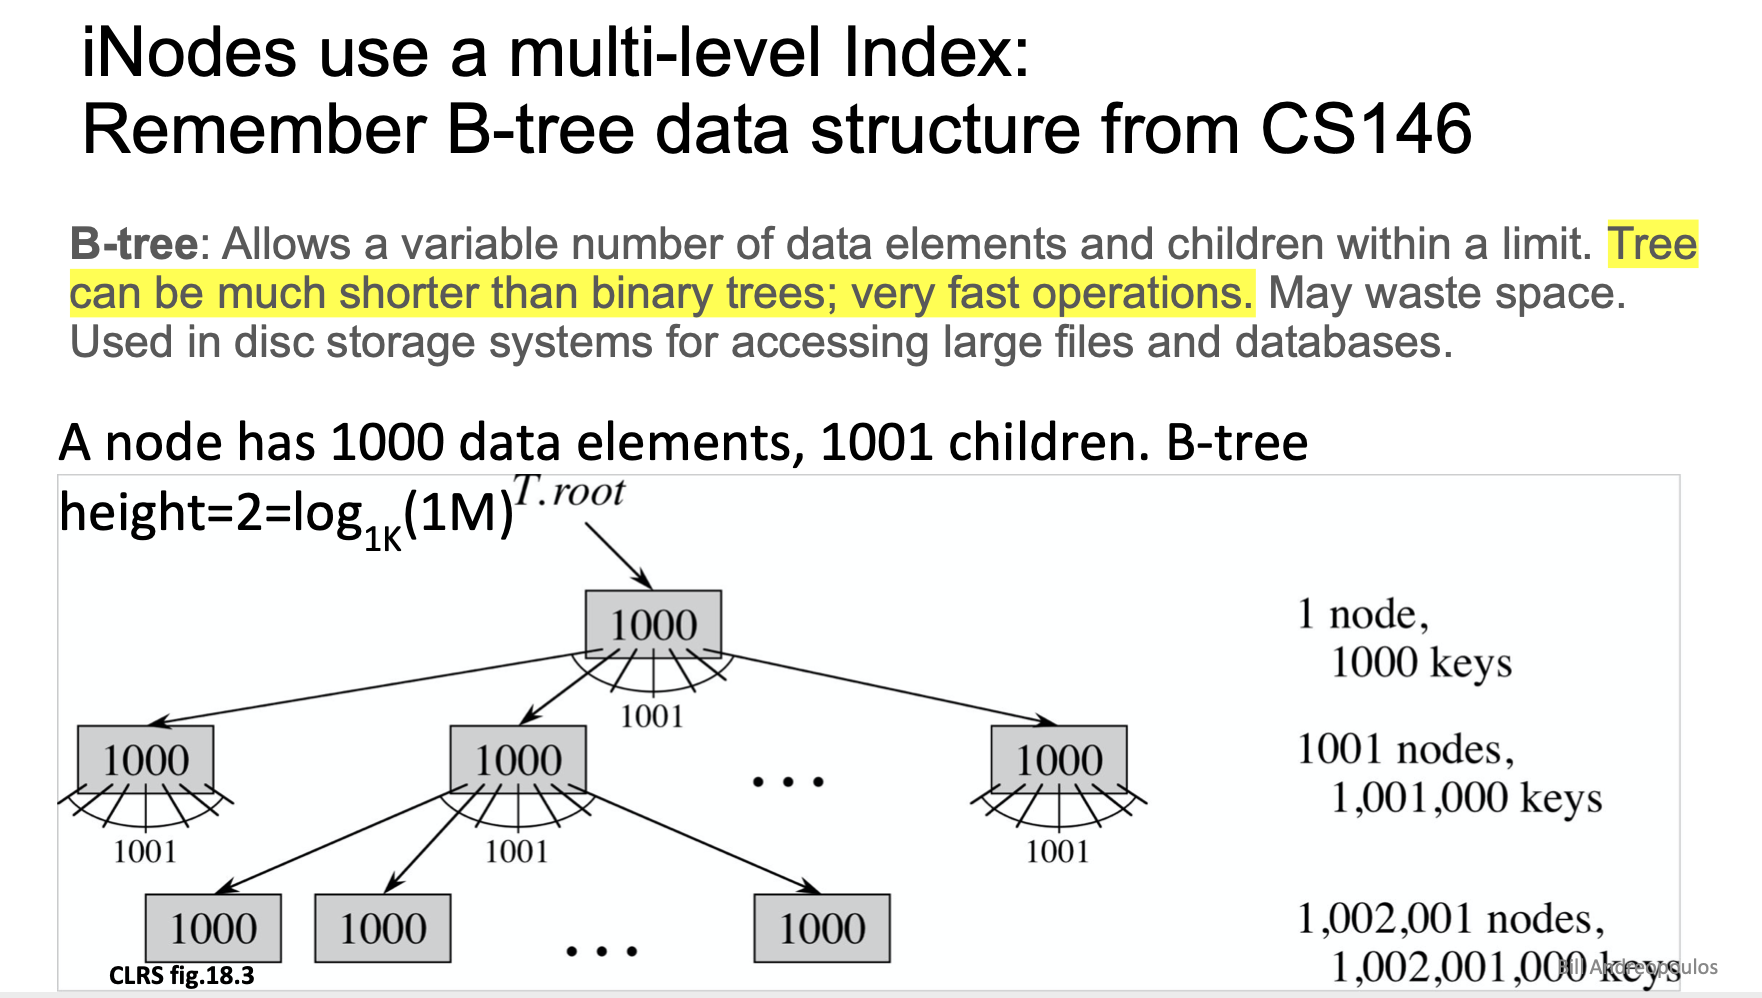 iNodes use a multi-level Index:
Remember B-tree data structure from CS146
B-tree: Allows a variable number of data elements and children within a limit. Tree
can be much shorter than binary trees; very fast operations. May waste space.
Used in disc storage systems for accessing large files and databases.
A node has 1000 data elements, 1001 children. B-tree
height=2=log1K(1M)
T.root
1000
1 node,
1000 keys
1001
1000
1000
...
1000
1001 nodes,
1,001,000 keys
1001
1001
1001
1000
1000
...
1000
1,002,001 nodes,
1,002,001,000 keys
CLRS fig.18.3
Bill Andreopoulos